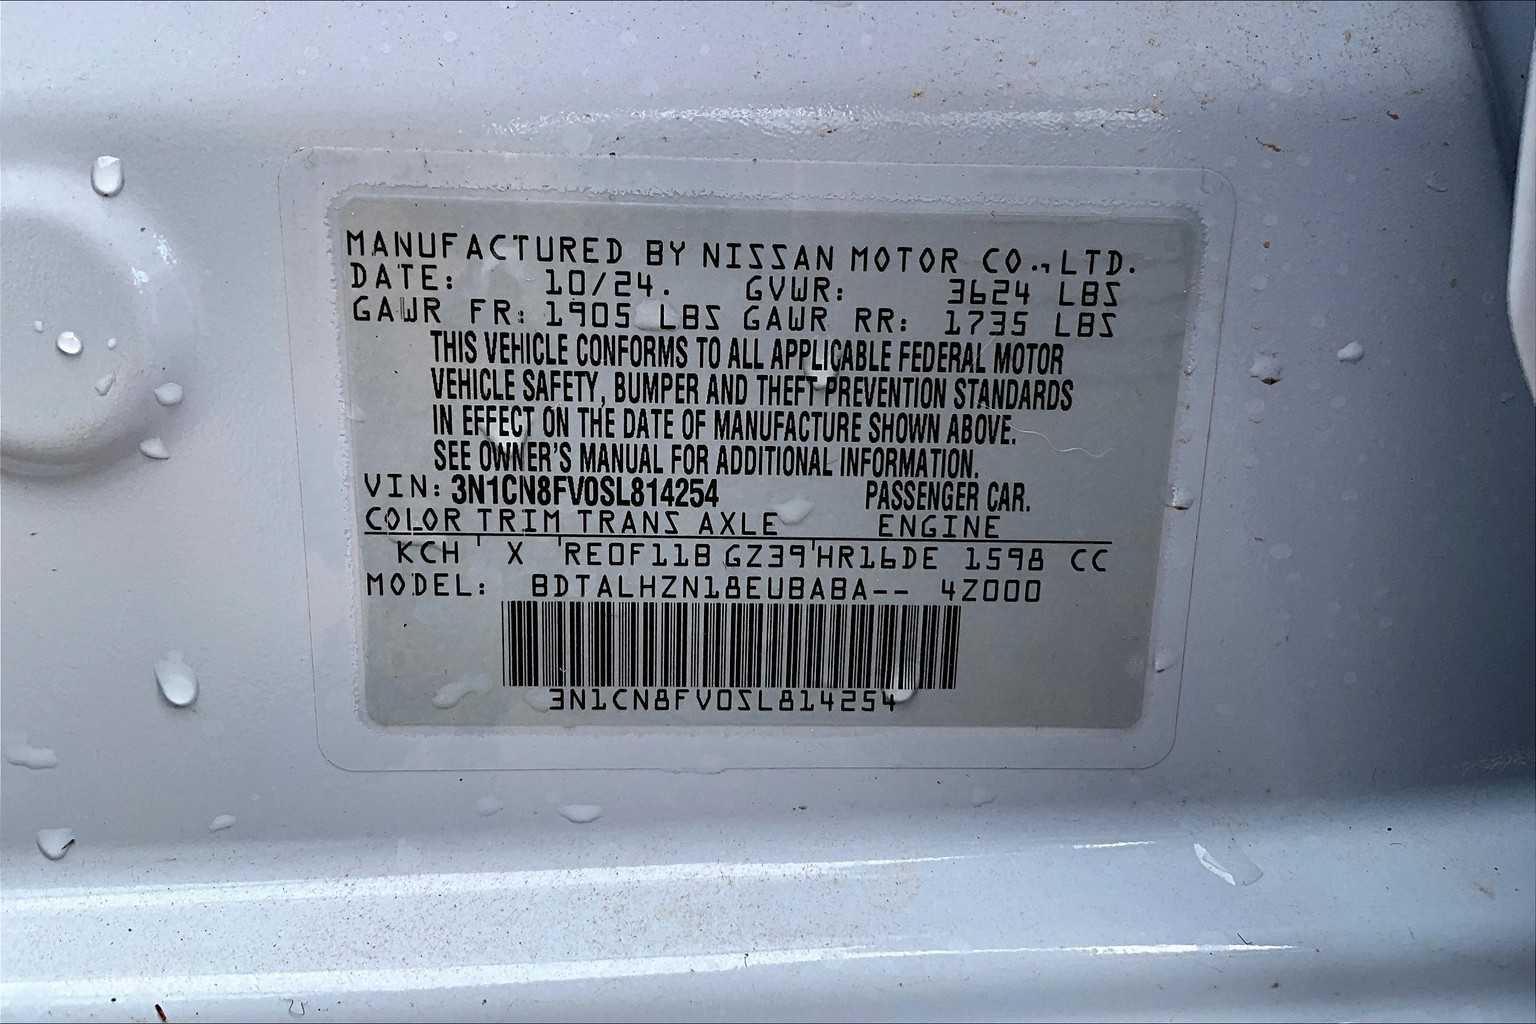 MANUFACTURED BY NISSAN MOTOR CO.,LTD.
DATE: 10/24. GVWR: 3624 LBS
GAWR FR: 1905 LBS GAWR RR: 1735 LBS
THIS VEHICLE CONFORMS TO ALL APPLICABLE FEDERAL MOTOR
VEHICLE SAFETY, BUMPER AND THEFT PREVENTION STANDARDS
IN EFFECT ON THE DATE OF MANUFACTURE SHOWN ABOVE.
SEE OWNER'S MANUAL FOR ADDITIONAL INFORMATION.
VIN: 3N1CN8FV0SL814254 PASSENGER CAR.
COLOR TRIM TRANS AXLE ENGINE
KCH X RE0F11B GZ39 HR16DE 1598 CC
MODEL: BDTALHZN18EUBABA-- 4Z000
3N1CN8FV0SL814254